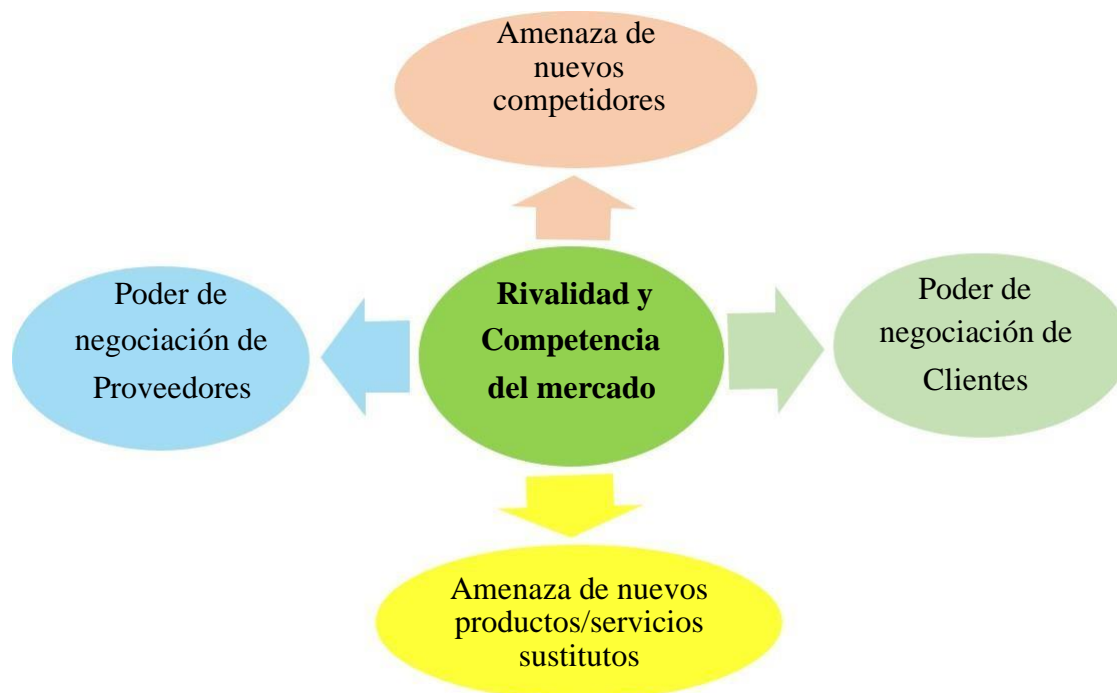 Amenaza de
nuevos
competidores
Poder de
negociación de
Proveedores
Rivalidad y
Competencia
del mercado
Poder de
negociación de
Clientes
Amenaza de nuevos
productos/servicios
sustitutos